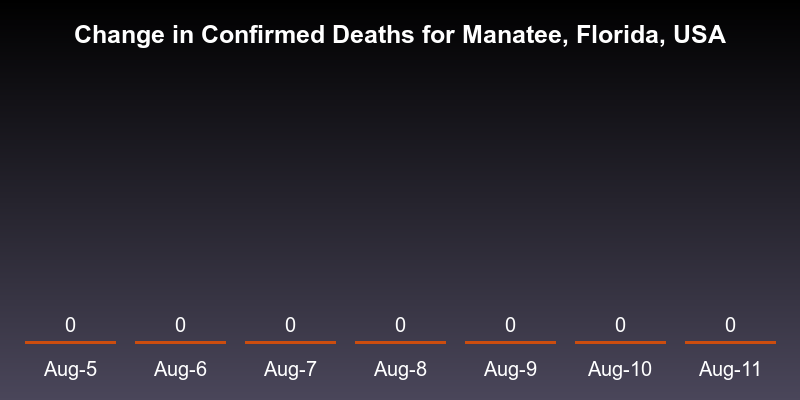 Change in Confirmed Deaths for Manatee, Florida, USA
0 0 0 0 0 0 0
Aug-5 Aug-6 Aug-7 Aug-8 Aug-9 Aug-10 Aug-11